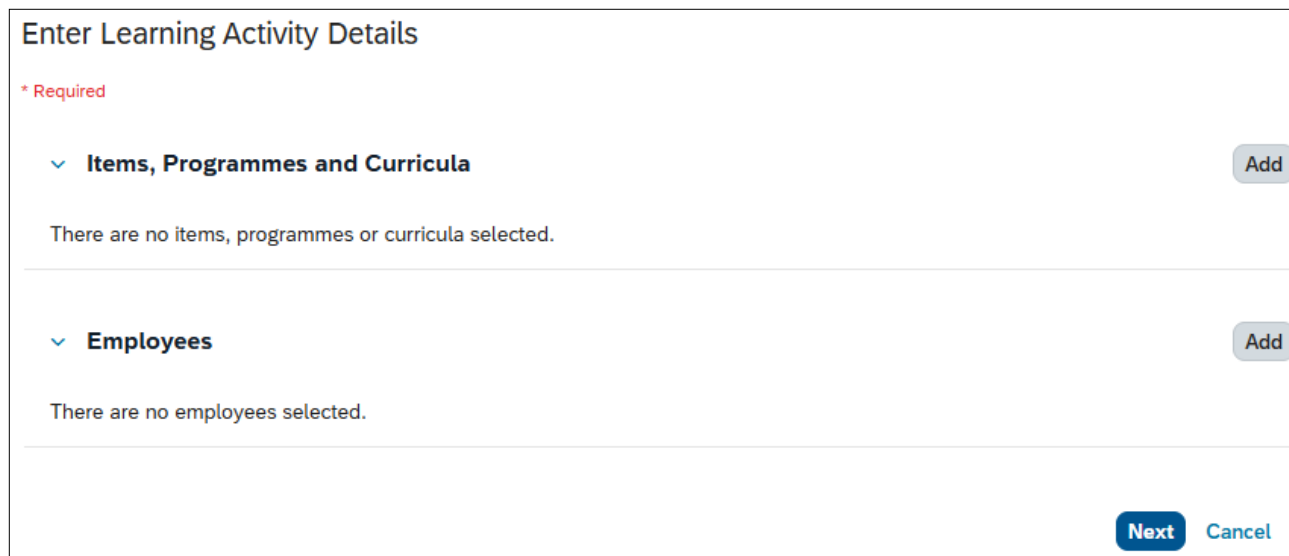 Enter Learning Activity Details
* Required
Items, Programmes and Curricula
Add
There are no items, programmes or curricula selected.
Employees
Add
There are no employees selected.
Next Cancel